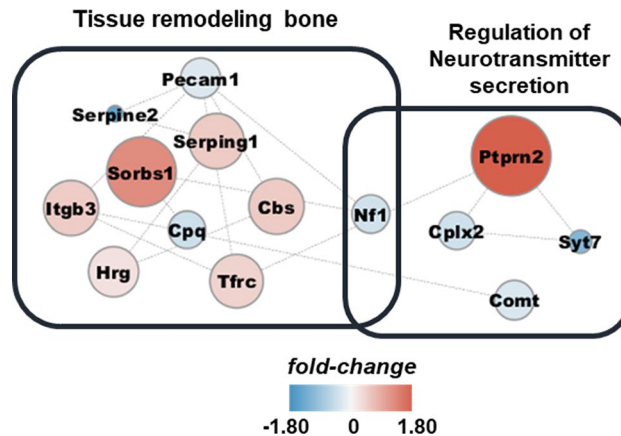 Tissue remodeling bone
Regulation of
Neurotransmitter
secretion
Pecam1
Serpine2
Serping1
Sorbs1
Ptprn2
Itgb3
Cbs
Nf1
Cpq
Cplx2
Syt7
Hrg
Tfrc
Comt
fold-change
-1.80 0 1.80